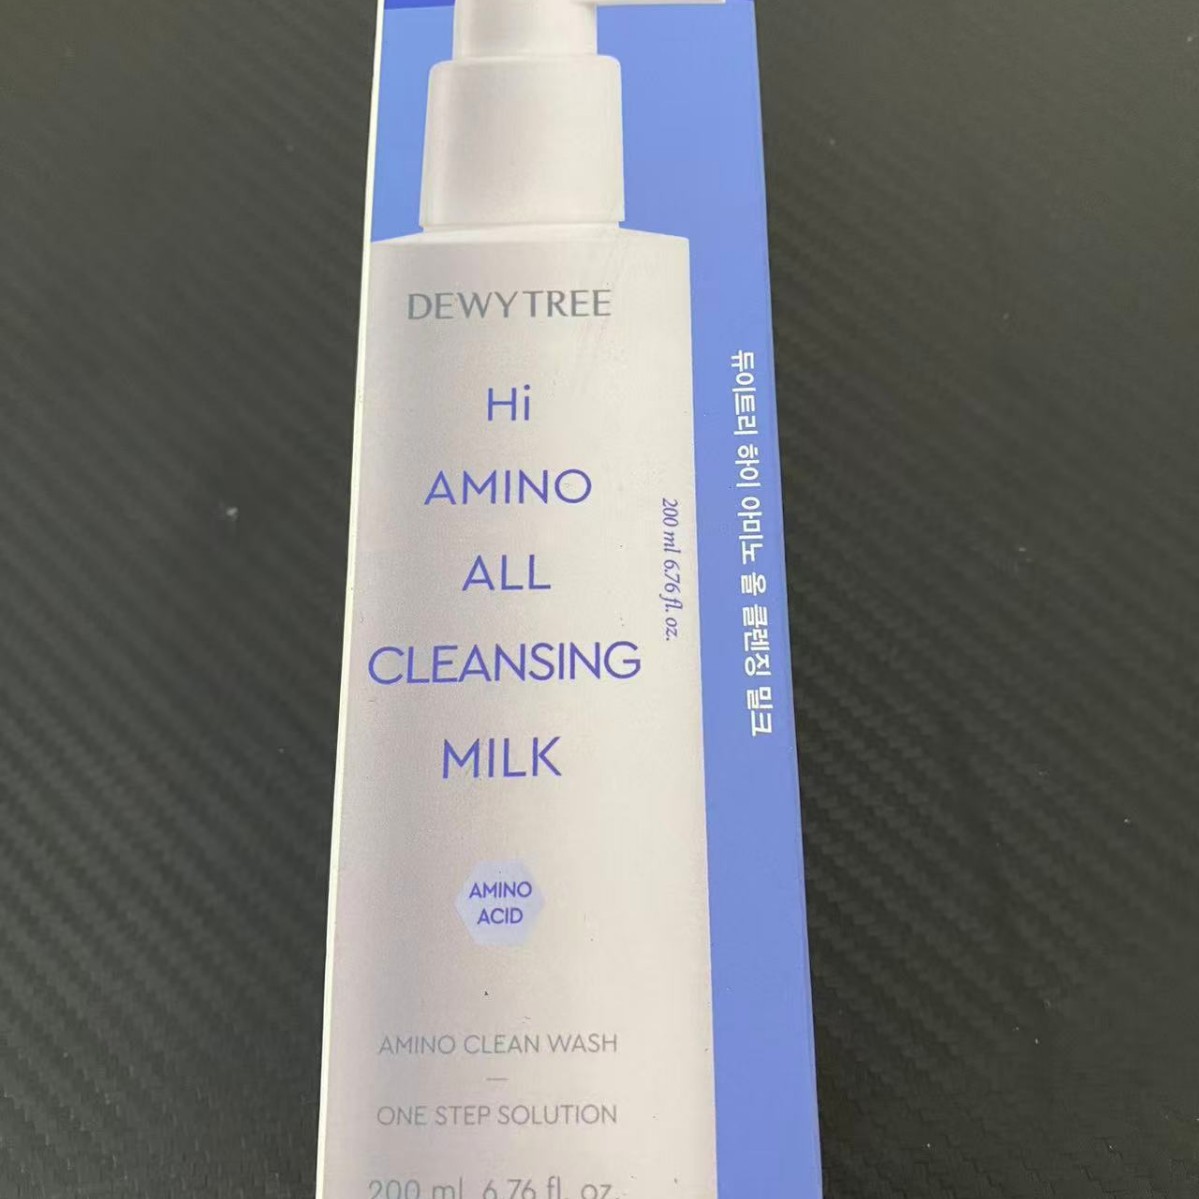 DEWYTREE
Hi
AMINO
ALL
CLEANSING
MILK
200 ml 6.76 fl. oz.
듀이트리 하이 아미노 올 클렌징 밀크
AMINO
ACID
AMINO CLEAN WASH
ONE STEP SOLUTION
200 ml 6.76 fl. oz.